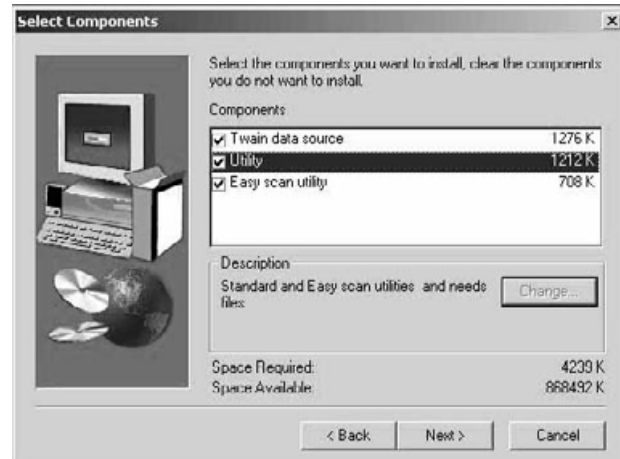 Select Components
Select the components you want to install, clear the components
you do not want to install.
Components
Twain data source 1276 K
Utility 1212 K
Easy scan utility 708 K
Description
Standard and Easy scan utilities and needs
files
Change...
Space Required: 4239 K
Space Available: 868492 K
< Back
Next >
Cancel